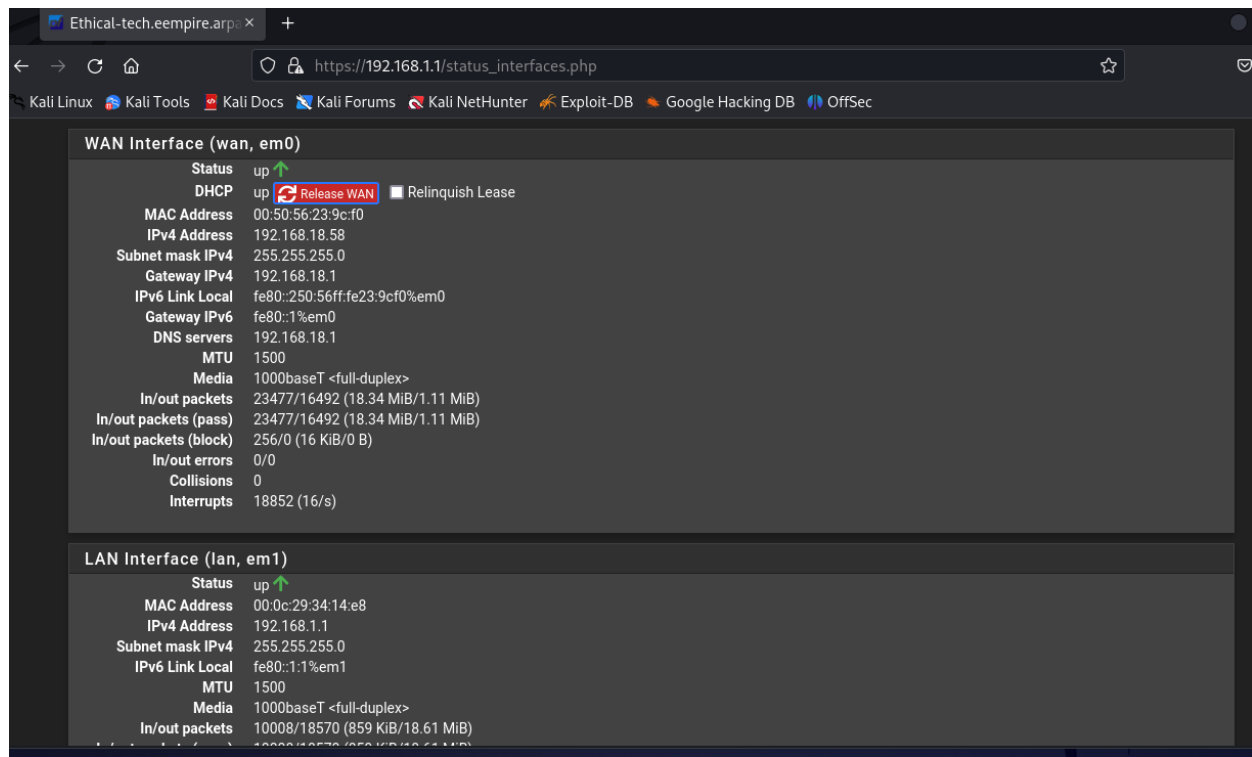 Ethical-tech.eempire.arpa
https://192.168.1.1/status_interfaces.php
Kali Linux Kali Tools Kali Docs Kali Forums Kali NetHunter Exploit-DB Google Hacking DB OffSec
WAN Interface (wan, em0)
Status up
DHCP up Release WAN Relinquish Lease
MAC Address 00:50:56:23:9c:f0
IPv4 Address 192.168.18.58
Subnet mask IPv4 255.255.255.0
Gateway IPv4 192.168.18.1
IPv6 Link Local fe80::250:56ff:fe23:9cf0%em0
Gateway IPv6 fe80::1%em0
DNS servers 192.168.18.1
MTU 1500
Media 1000baseT <full-duplex>
In/out packets 23477/16492 (18.34 MiB/1.11 MiB)
In/out packets (pass) 23477/16492 (18.34 MiB/1.11 MiB)
In/out packets (block) 256/0 (16 KiB/0 B)
In/out errors 0/0
Collisions 0
Interrupts 18852 (16/s)
LAN Interface (lan, em1)
Status up
MAC Address 00:0c:29:34:14:e8
IPv4 Address 192.168.1.1
Subnet mask IPv4 255.255.255.0
IPv6 Link Local fe80::1:1%em1
MTU 1500
Media 1000baseT <full-duplex>
In/out packets 10008/18570 (859 KiB/18.61 MiB)